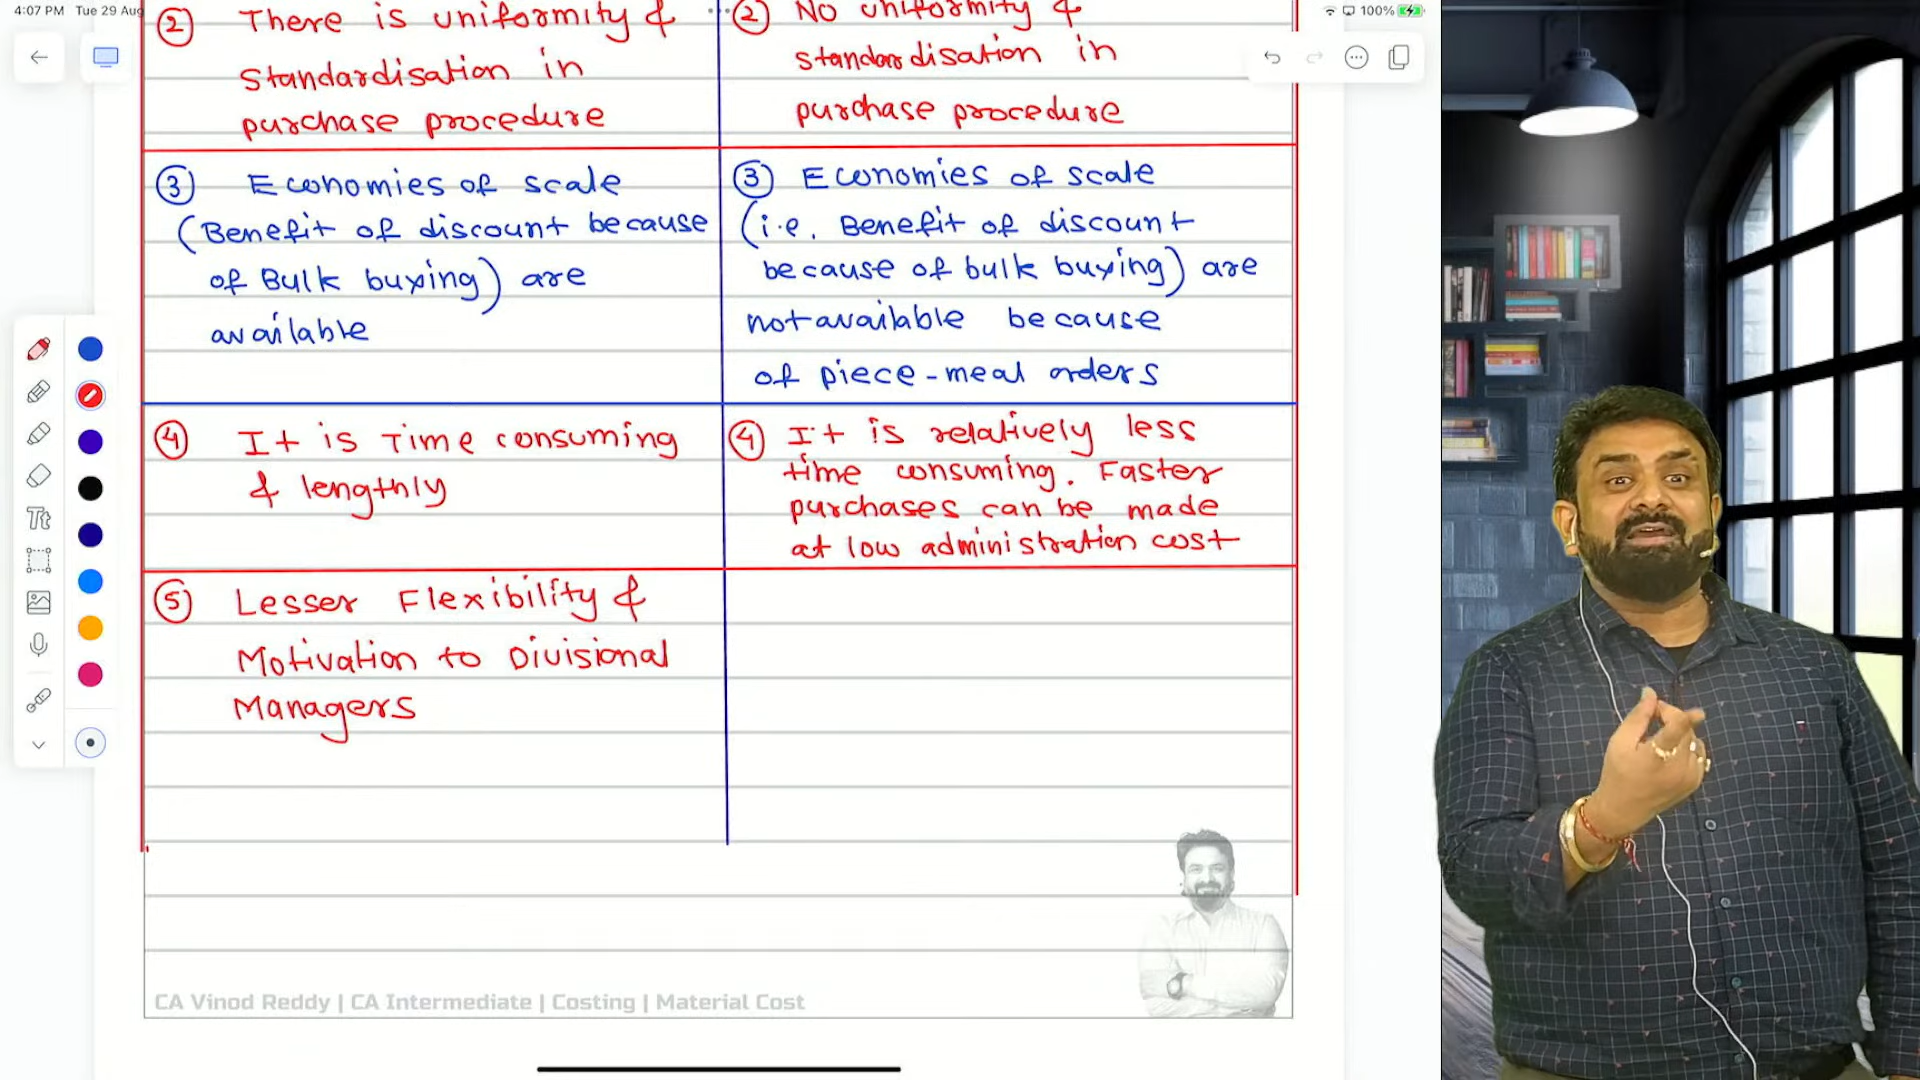 4:07 PM Tue 29 Aug
100%
② There is uniformity &
standardisation in
purchase procedure
② No uniformity &
standardisation in
purchase procedure
③ Economies of scale
(Benefit of discount because
of Bulk buying) are
available
③ Economies of scale
(i.e. Benefit of discount
because of bulk buying) are
not available because
of piece-meal orders
④ It is Time consuming
& lengthly
④ It is relatively less
time consuming. Faster
purchases can be made
at low administration cost
⑤ Lesser Flexibility &
Motivation to Divisional
Managers
Tt
CA Vinod Reddy | CA Intermediate | Costing | Material Cost